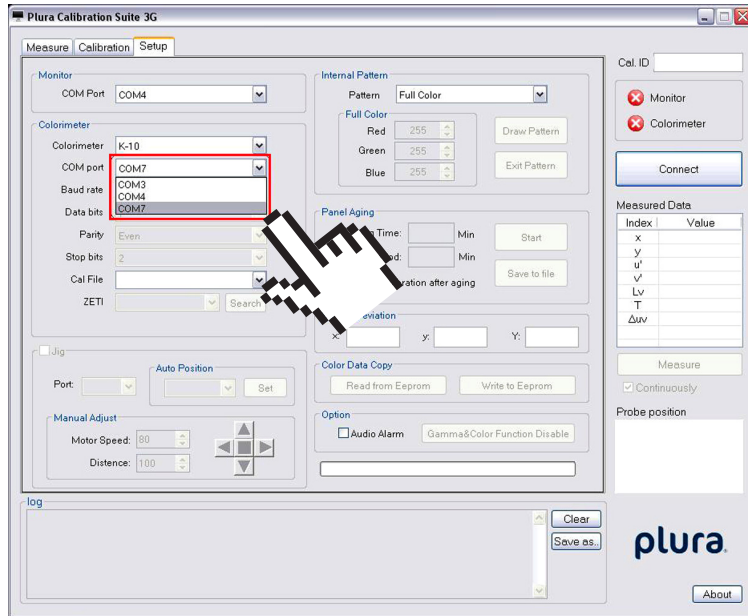 Plura Calibration Suite 3G
Measure Calibration Setup
Monitor
COM Port COM4
Colorimeter
Colorimeter K-10
COM port COM7
COM3
COM4
COM7
Baud rate
Data bits
Parity Even
Stop bits 2
Cal File
ZETI Search
Jig
Port:
Auto Position
Set
Manual Adjust
Motor Speed: 80
Distence: 100
Internal Pattern
Pattern Full Color
Full Color
Red 255
Green 255
Blue 255
Draw Pattern
Exit Pattern
Panel Aging
Time: Min
Min
Start
Save to file
after aging
x: y: Y:
Color Data Copy
Read from Eeprom Write to Eeprom
Option
Audio Alarm Gamma&Color Function Disable
Cal. ID
Monitor
Colorimeter
Connect
Measured Data
Index Value
x
y
u'
v'
Lv
T
Δuv
Measure
Continuously
Probe position
log
Clear
Save as..
plura.
About